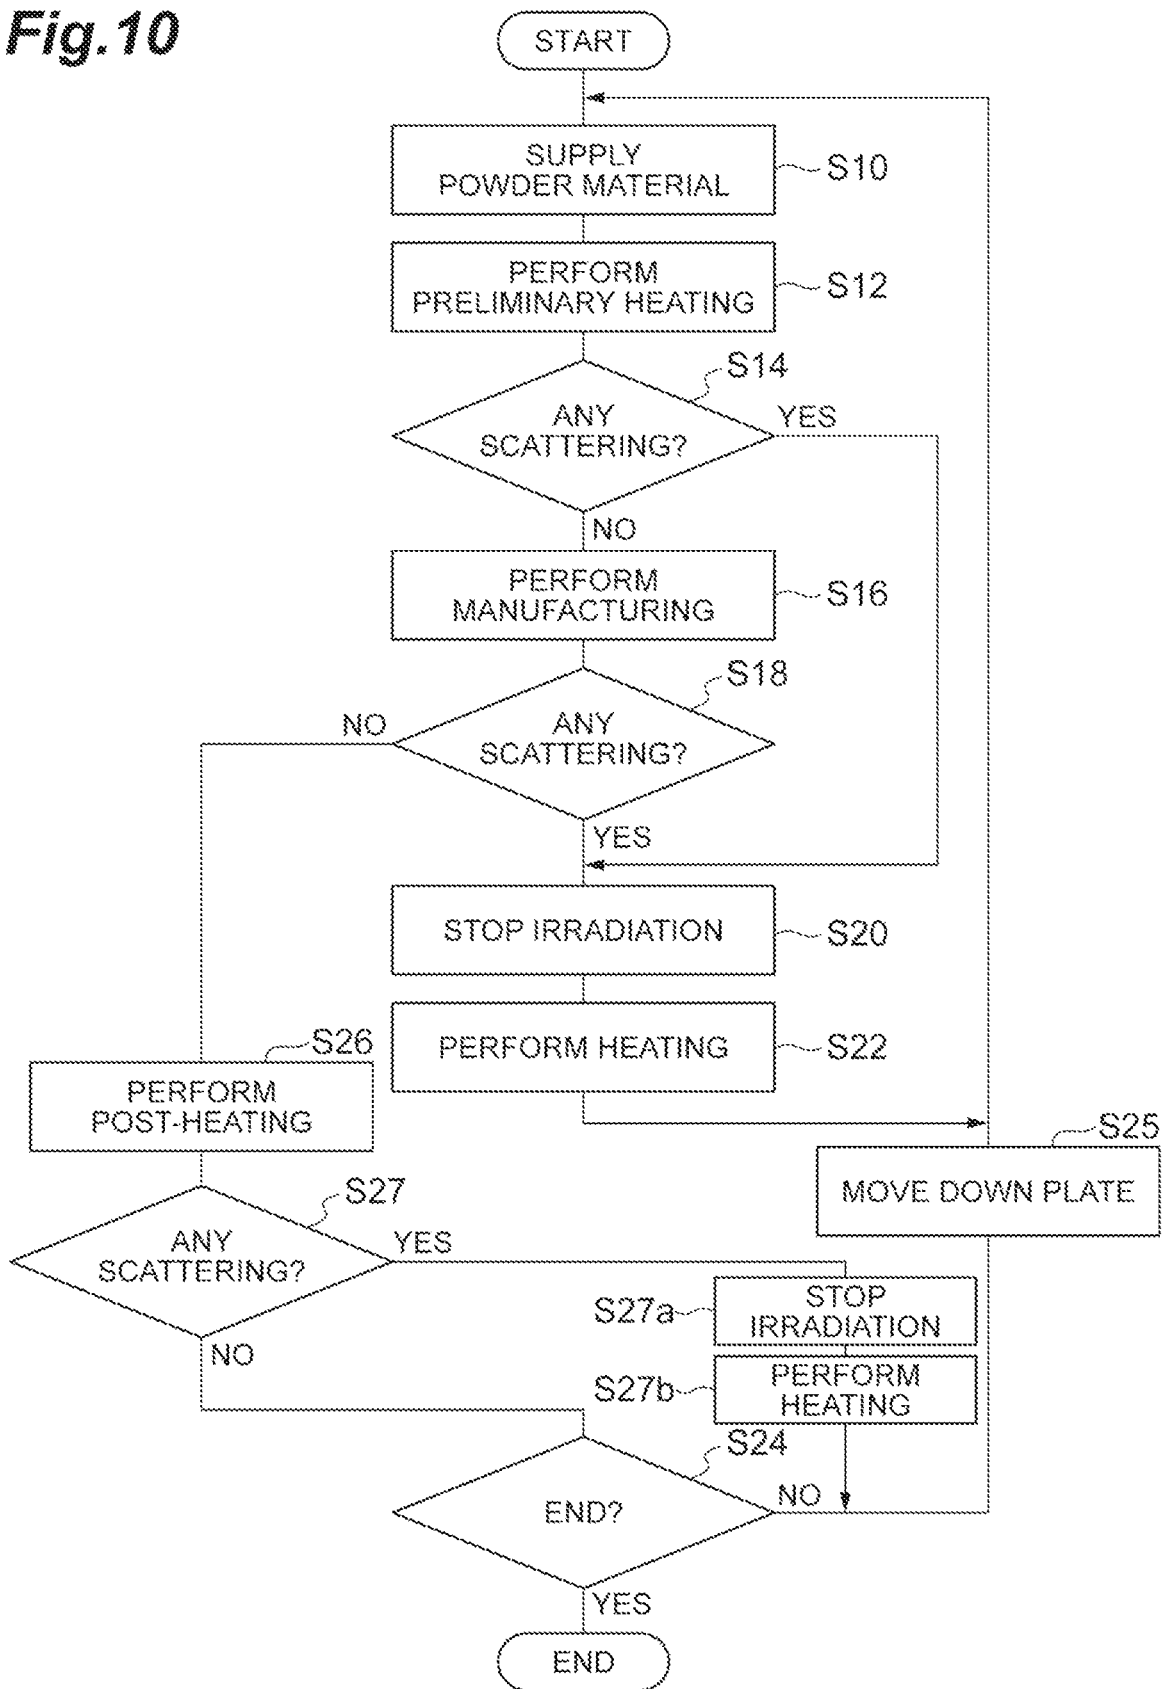 Fig.10
START
SUPPLY
POWDER MATERIAL
S10
PERFORM
PRELIMINARY HEATING
S12
S14
ANY
SCATTERING?
YES
NO
PERFORM
MANUFACTURING
S16
S18
NO
ANY
SCATTERING?
YES
STOP IRRADIATION
S20
PERFORM HEATING
S22
S26
PERFORM
POST-HEATING
S25
MOVE DOWN PLATE
S27
ANY
SCATTERING?
YES
NO
S27a
STOP
IRRADIATION
S27b
PERFORM
HEATING
S24
END?
NO
YES
END